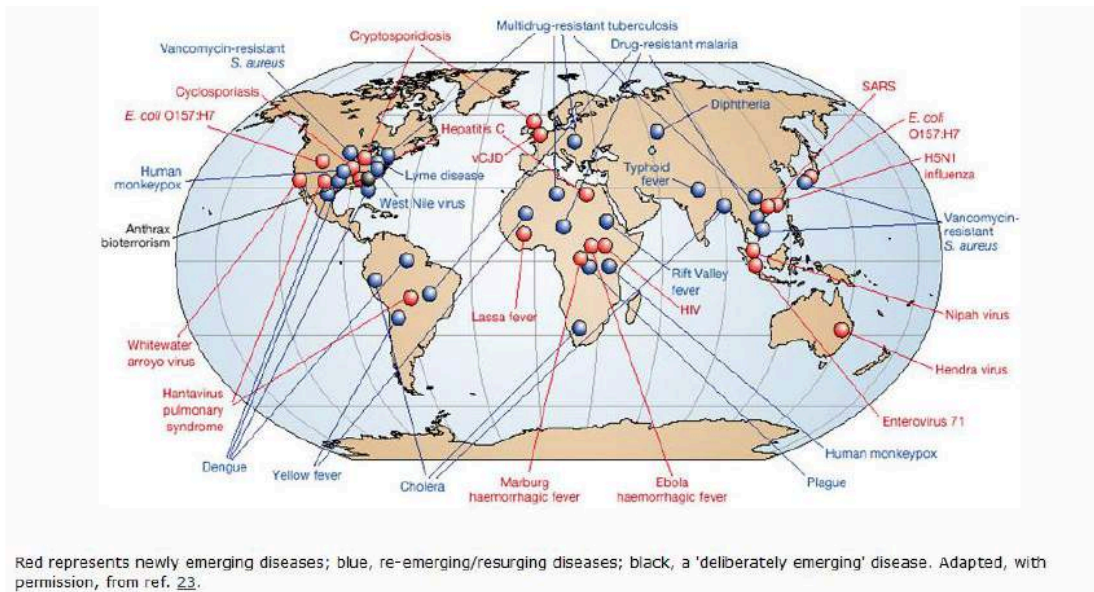 Multidrug-resistant tuberculosis
Cryptosporidiosis
Drug-resistant malaria
Vancomycin-resistant
S. aureus
SARS
Cyclosporiasis
Diphtheria
E. coli
O157:H7
E. coli O157:H7
Hepatitis C
vCJD
H5N1
influenza
Typhoid
fever
Human
monkeypox
Lyme disease
West Nile virus
Vancomycin-
resistant
S. aureus
Anthrax
bioterrorism
Rift Valley
fever
HIV
Lassa fever
Nipah virus
Whitewater
arroyo virus
Hendra virus
Hantavirus
pulmonary
syndrome
Enterovirus 71
Dengue
Yellow fever
Cholera
Marburg
haemorrhagic fever
Ebola
haemorrhagic fever
Human monkeypox
Plague
Red represents newly emerging diseases; blue, re-emerging/resurging diseases; black, a 'deliberately emerging' disease. Adapted, with
permission, from ref. 23.